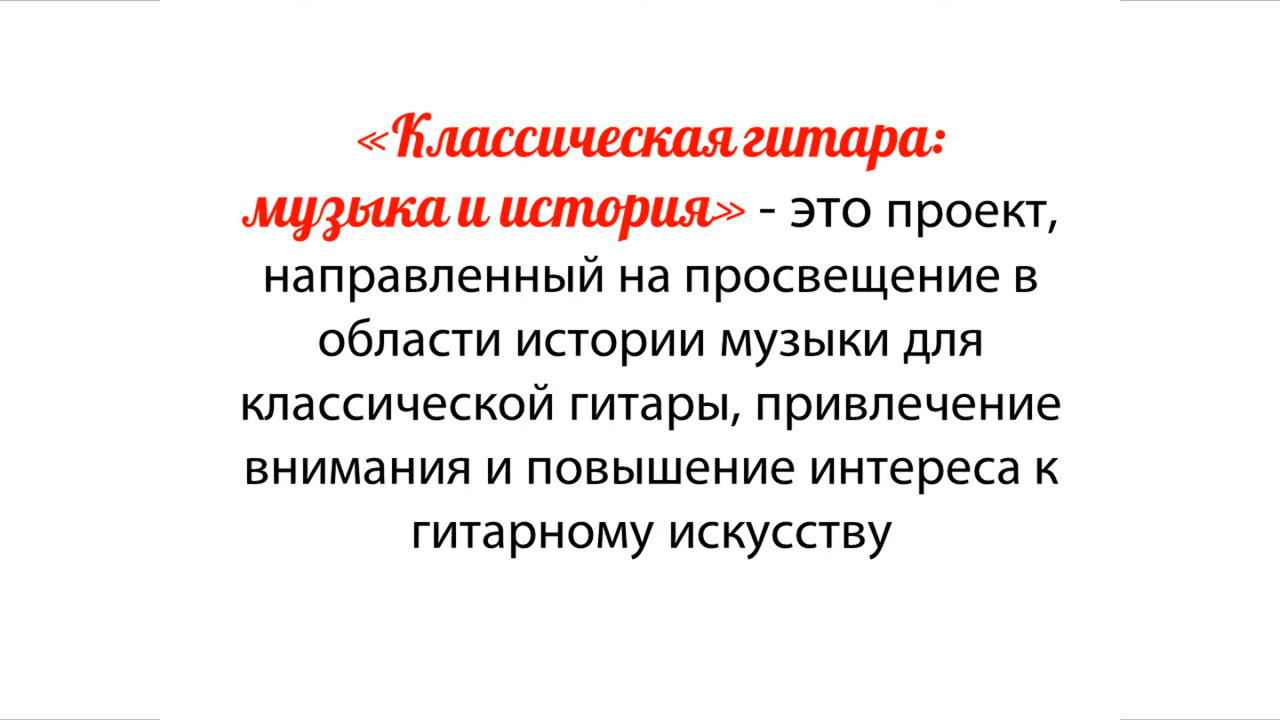 «Классическая гитара:
музыка и история» - это проект,
направленный на просвещение в
области истории музыки для
классической гитары, привлечение
внимания и повышение интереса к
гитарному искусству